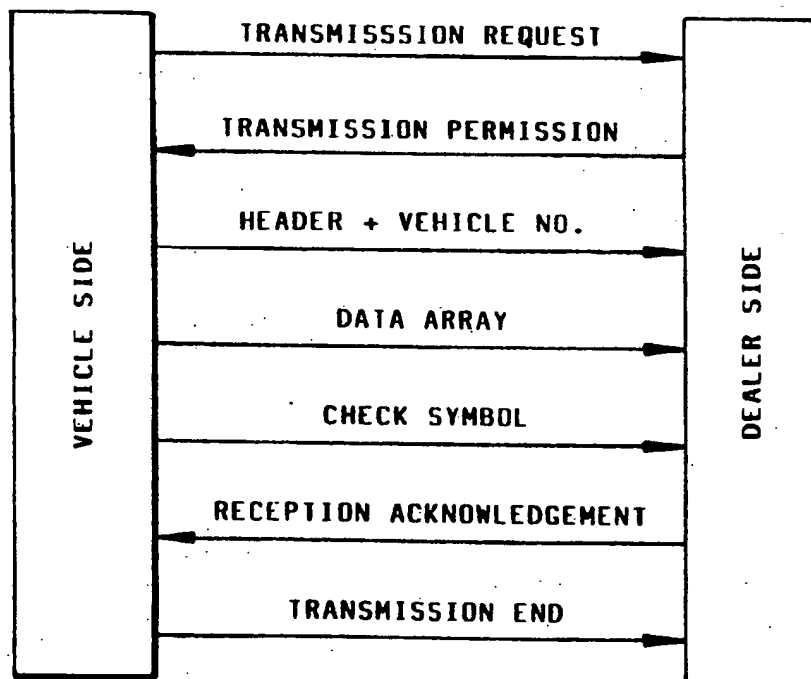 TRANSMISSSION REQUEST
TRANSMISSION PERMISSION
HEADER + VEHICLE NO.
DATA ARRAY
CHECK SYMBOL
RECEPTION ACKNOWLEDGEMENT
TRANSMISSION END
VEHICLE SIDE
DEALER SIDE